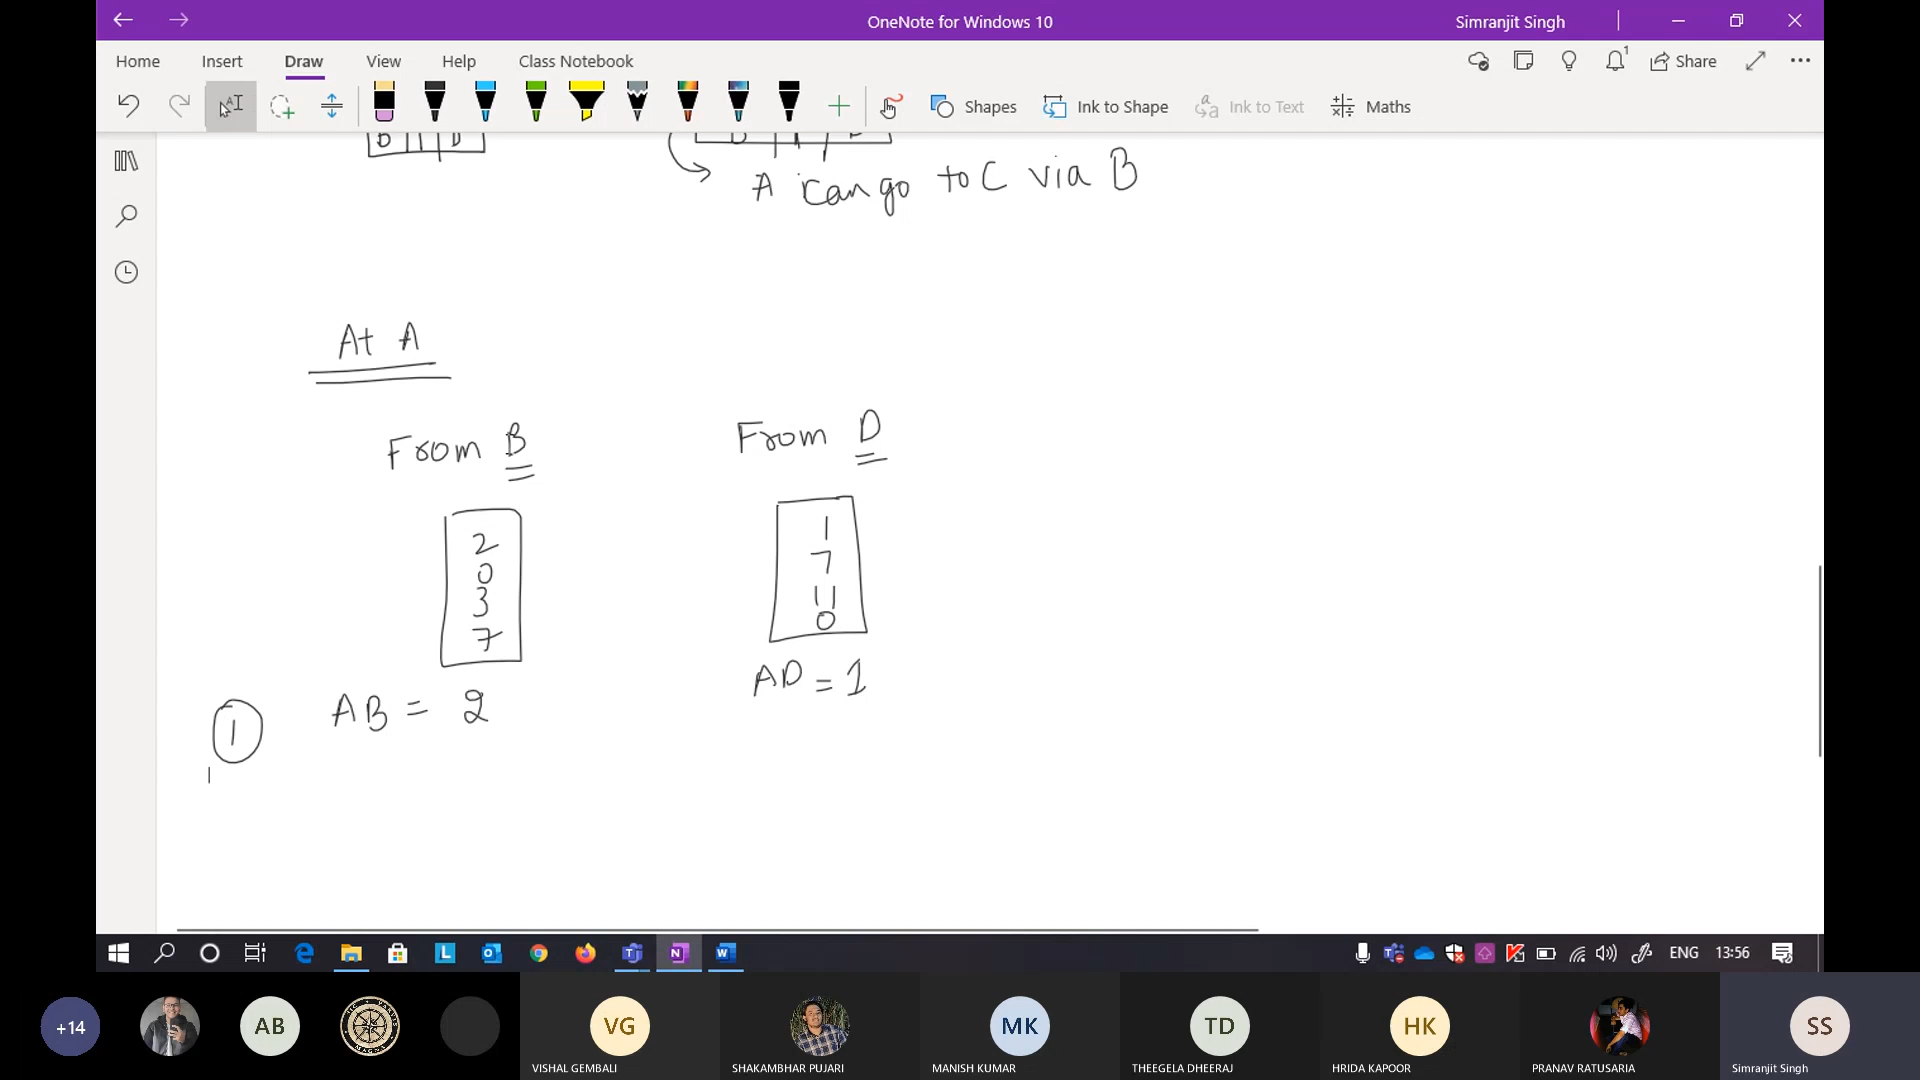 OneNote for Windows 10
Simranjit Singh
Home Insert Draw View Help Class Notebook
1
Share
Shapes
Ink to Shape
Ink to Text
Maths
A can go to C via B
At A
From B
From D
2
0
3
7
1
7
11
0
AB = 2
AD = 1
1
ENG 13:56
+14
AB
VG
MK
TD
HK
SS
VISHAL GEMBALI
SHAKAMBHAR PUJARI
MANISH KUMAR
THEEGELA DHEERAJ
HRIDA KAPOOR
PRANAV RATUSARIA
Simranjit Singh